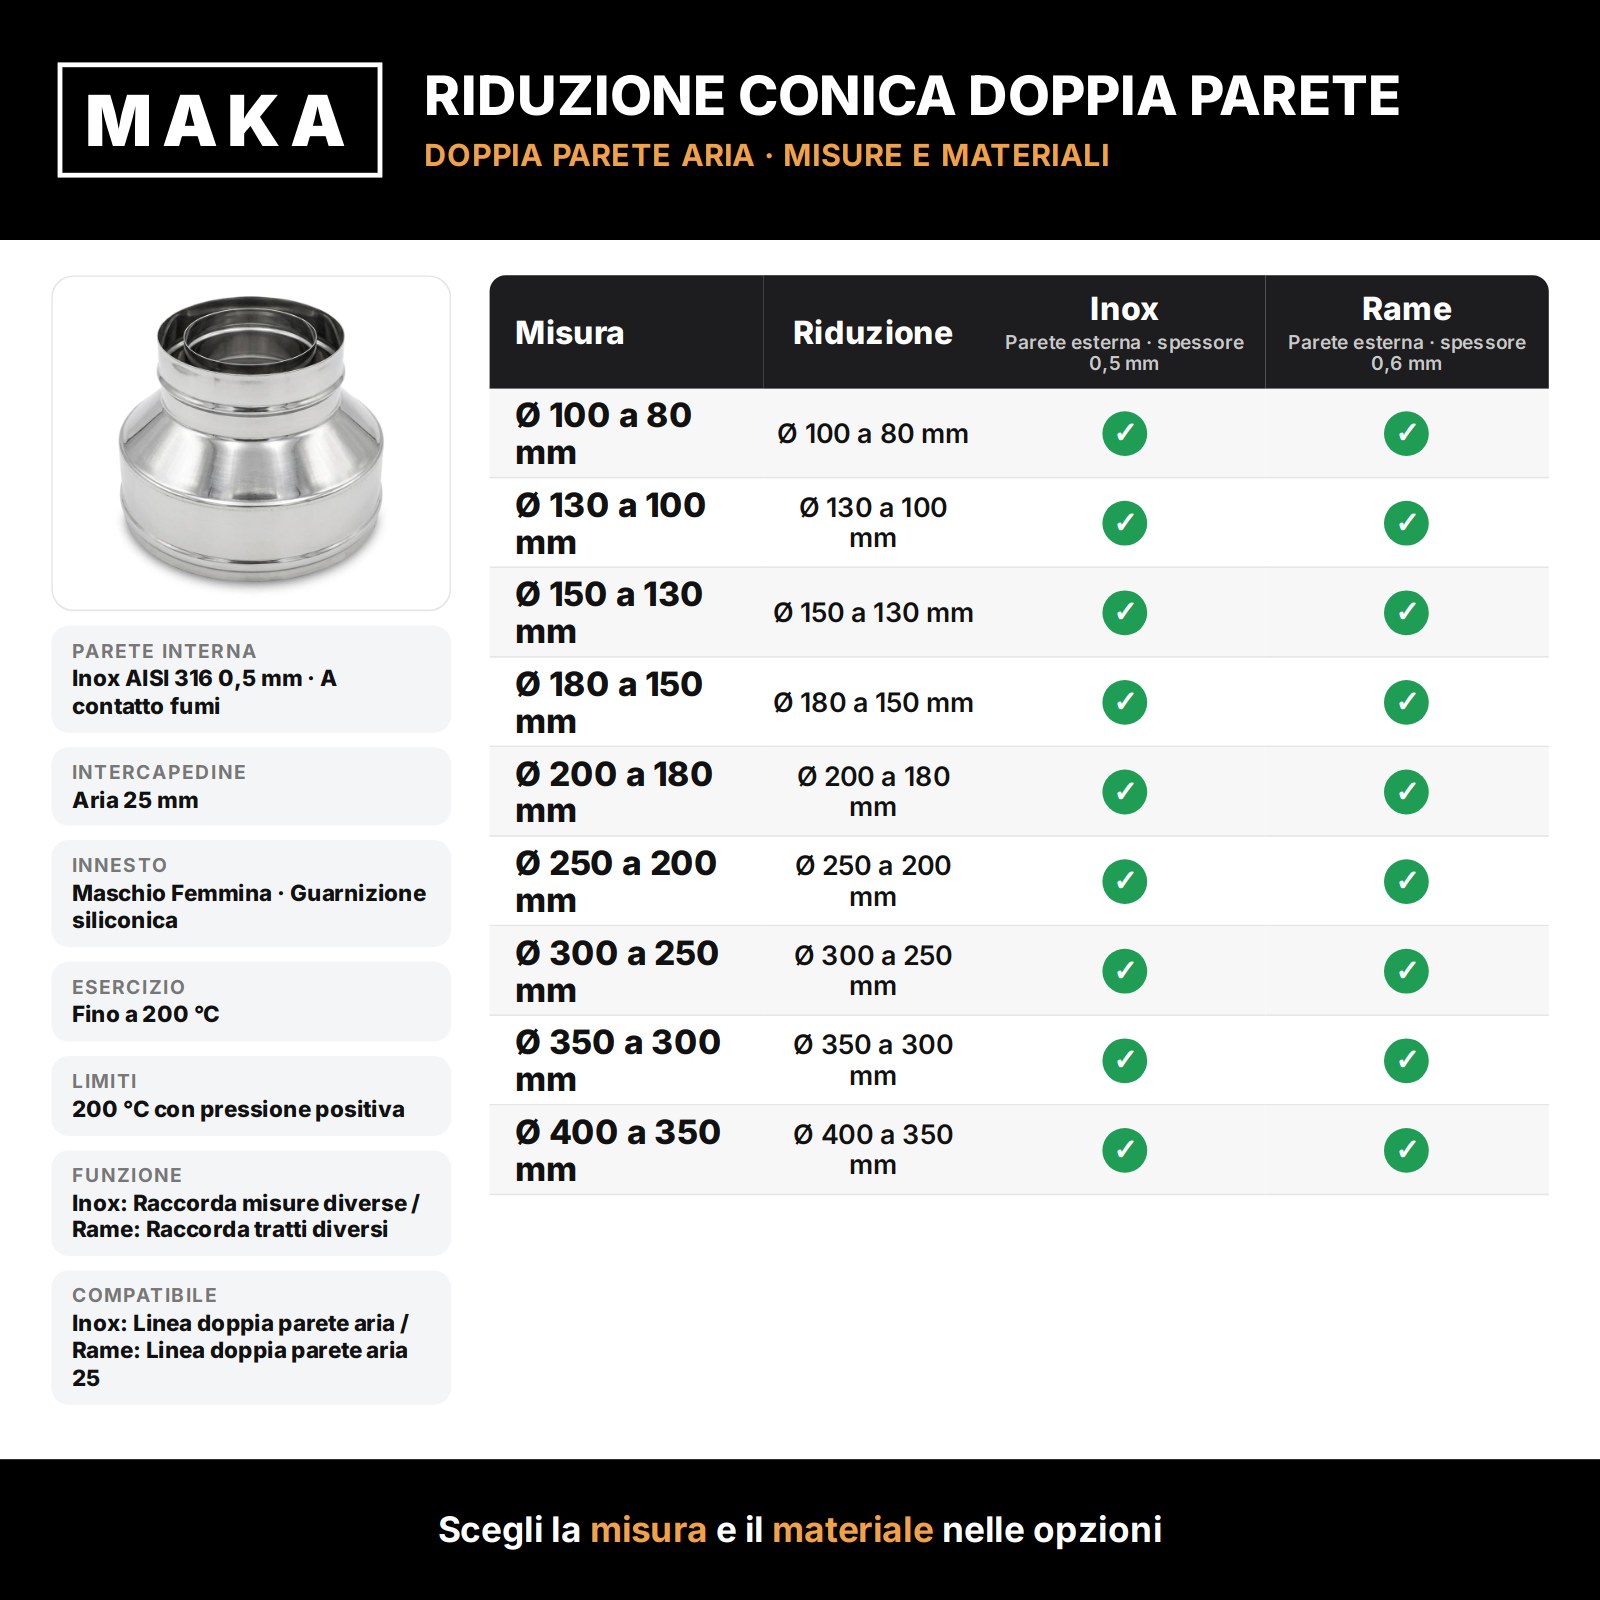 MAKA
RIDUZIONE CONICA DOPPIA PARETE
DOPPIA PARETE ARIA · MISURE E MATERIALI
PARETE INTERNA
Inox AISI 316 0,5 mm · A
contatto fumi
INTERCAPEDINE
Aria 25 mm
INNESTO
Maschio Femmina · Guarnizione
siliconica
ESERCIZIO
Fino a 200 °C
LIMITI
200 °C con pressione positiva
FUNZIONE
Inox: Raccorda misure diverse /
Rame: Raccorda tratti diversi
COMPATIBILE
Inox: Linea doppia parete aria /
Rame: Linea doppia parete aria
25
Misura
Riduzione
Inox
Parete esterna · spessore
0,5 mm
Rame
Parete esterna · spessore
0,6 mm
Ø 100 a 80
mm
Ø 100 a 80 mm
✓
✓
Ø 130 a 100
mm
Ø 130 a 100
mm
✓
✓
Ø 150 a 130
mm
Ø 150 a 130 mm
✓
✓
Ø 180 a 150
mm
Ø 180 a 150 mm
✓
✓
Ø 200 a 180
mm
Ø 200 a 180
mm
✓
✓
Ø 250 a 200
mm
Ø 250 a 200
mm
✓
✓
Ø 300 a 250
mm
Ø 300 a 250
mm
✓
✓
Ø 350 a 300
mm
Ø 350 a 300
mm
✓
✓
Ø 400 a 350
mm
Ø 400 a 350
mm
✓
✓
Scegli la misura e il materiale nelle opzioni